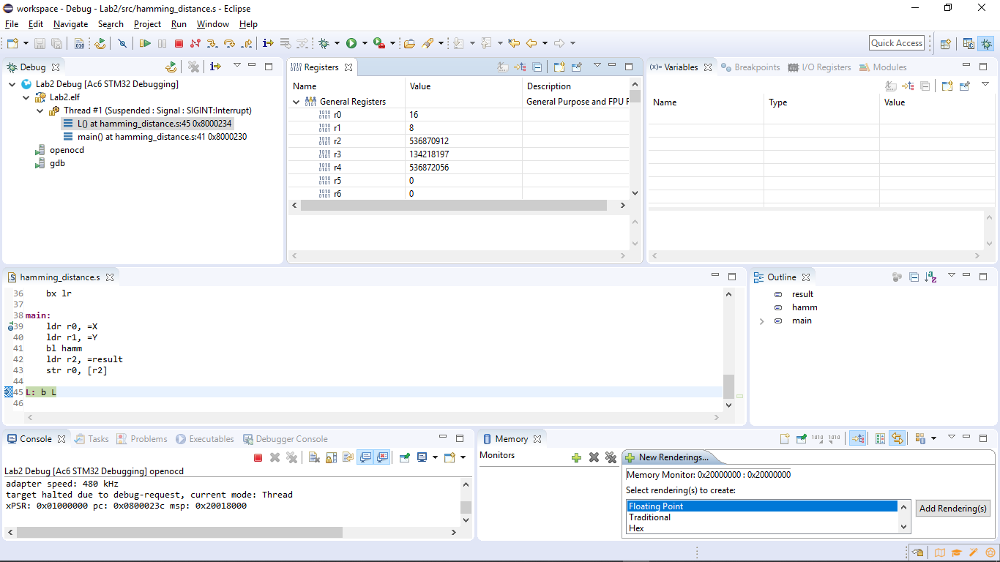 workspace - Debug - Lab2/src/hamming_distance.s - Eclipse
File Edit Navigate Search Project Run Window Help
Quick Access
Debug
Lab2 Debug [Ac6 STM32 Debugging]
Lab2.elf
Thread #1 (Suspended : Signal : SIGINT:Interrupt)
L() at hamming_distance.s:45 0x8000234
main() at hamming_distance.s:41 0x8000230
openocd
gdb
Registers
Name Value Description
General Registers General Purpose and FPU F
r0 16
r1 8
r2 536870912
r3 134218197
r4 536872056
r5 0
r6 0
(x)= Variables Breakpoints I/O Registers Modules
Name Type Value
hamming_distance.s
36 bx lr
37
38 main:
39 ldr r0, =X
40 ldr r1, =Y
41 bl hamm
42 ldr r2, =result
43 str r0, [r2]
44
45 L: b L
46
Outline
result
hamm
main
Console Tasks Problems Executables Debugger Console
Lab2 Debug [Ac6 STM32 Debugging] openocd
adapter speed: 480 kHz
target halted due to debug-request, current mode: Thread
xPSR: 0x01000000 pc: 0x0800023c msp: 0x20018000
Memory
Monitors
New Renderings...
Memory Monitor: 0x20000000 : 0x20000000
Select rendering(s) to create:
Floating Point
Traditional
Hex
Add Rendering(s)